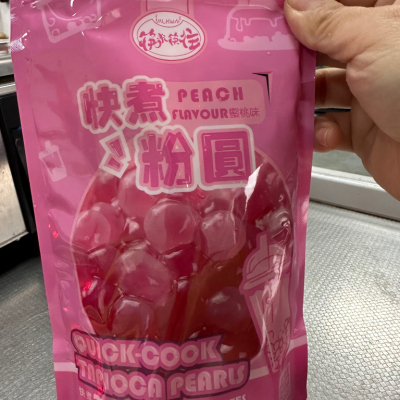 快煮
PEACH
FLAVOUR蜜桃味
粉圓
QUICK-COOK
TAPIOCA PEARLS